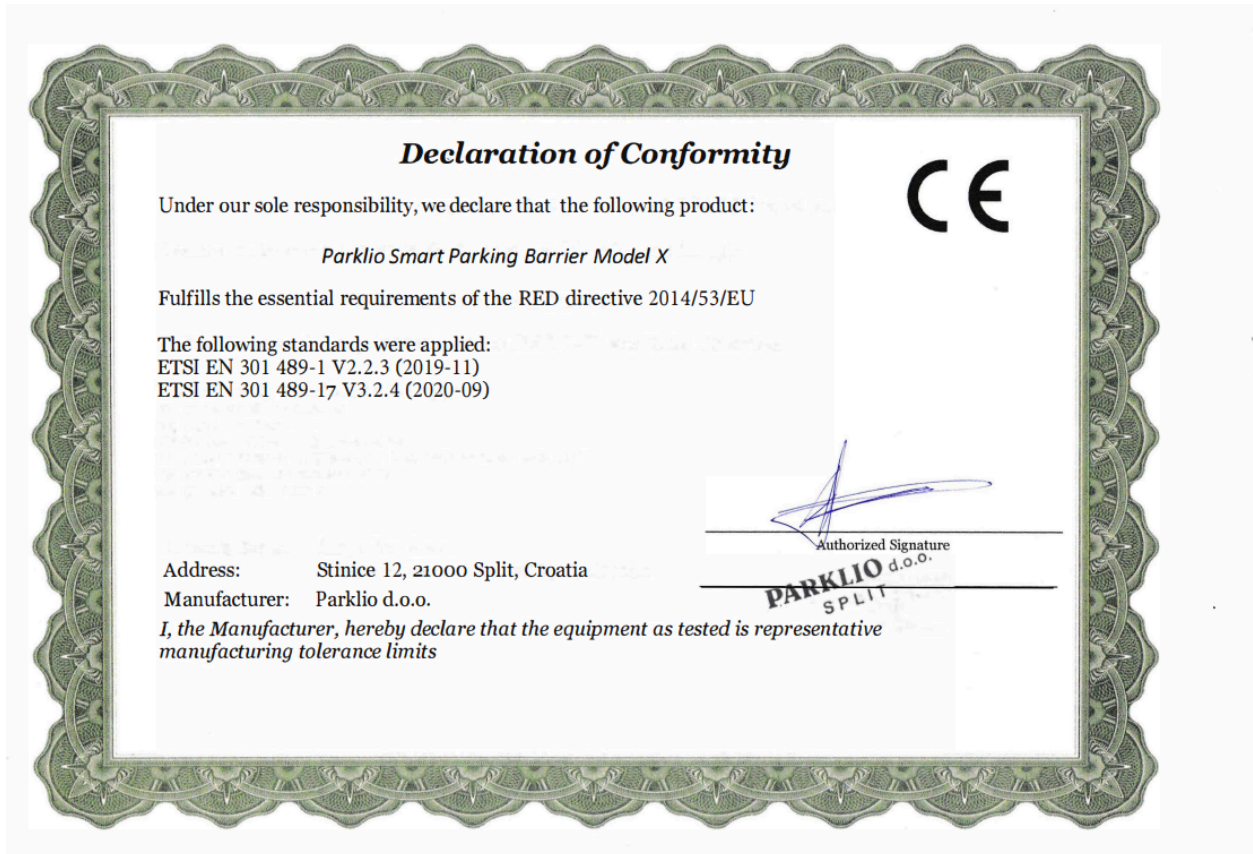 Declaration of Conformity
CE
Under our sole responsibility, we declare that the following product:
Parklio Smart Parking Barrier Model X
Fulfills the essential requirements of the RED directive 2014/53/EU
The following standards were applied:
ETSI EN 301 489-1 V2.2.3 (2019-11)
ETSI EN 301 489-17 V3.2.4 (2020-09)
Authorized Signature
PARKLIO d.o.o.
SPLIT
Address: Stinice 12, 21000 Split, Croatia
Manufacturer: Parklio d.o.o.
I, the Manufacturer, hereby declare that the equipment as tested is representative
manufacturing tolerance limits